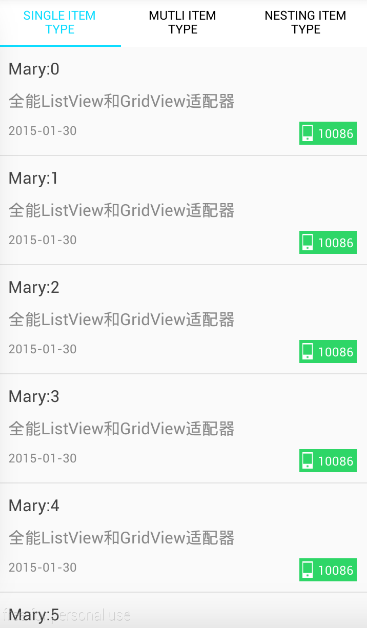 SINGLE ITEM
TYPE
MUTLI ITEM
TYPE
NESTING ITEM
TYPE
Mary:0
全能ListView和GridView适配器
2015-01-30
10086
Mary:1
全能ListView和GridView适配器
2015-01-30
10086
Mary:2
全能ListView和GridView适配器
2015-01-30
10086
Mary:3
全能ListView和GridView适配器
2015-01-30
10086
Mary:4
全能ListView和GridView适配器
2015-01-30
10086
Mary:5
personal use